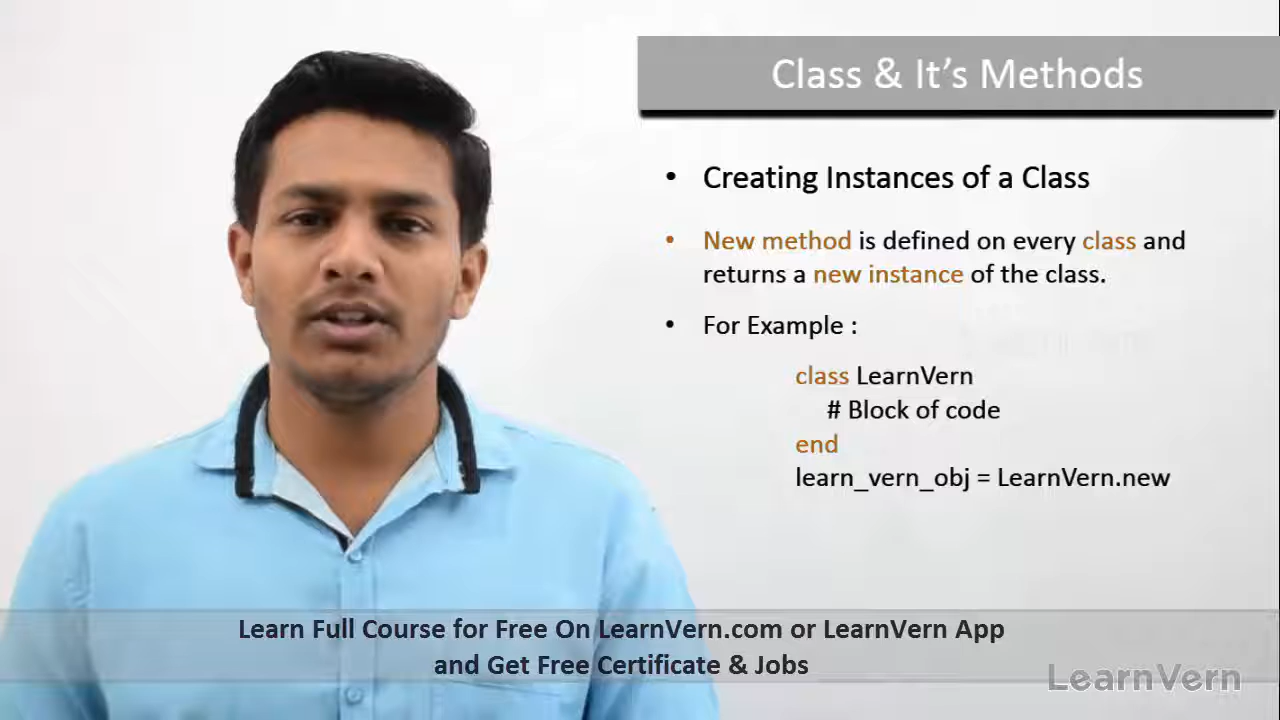 Class & It’s Methods
• Creating Instances of a Class
• New method is defined on every class and
returns a new instance of the class.
• For Example :
class LearnVern
# Block of code
end
learn_vern_obj = LearnVern.new
Learn Full Course for Free On LearnVern.com or LearnVern App
and Get Free Certificate & Jobs
LearnVern